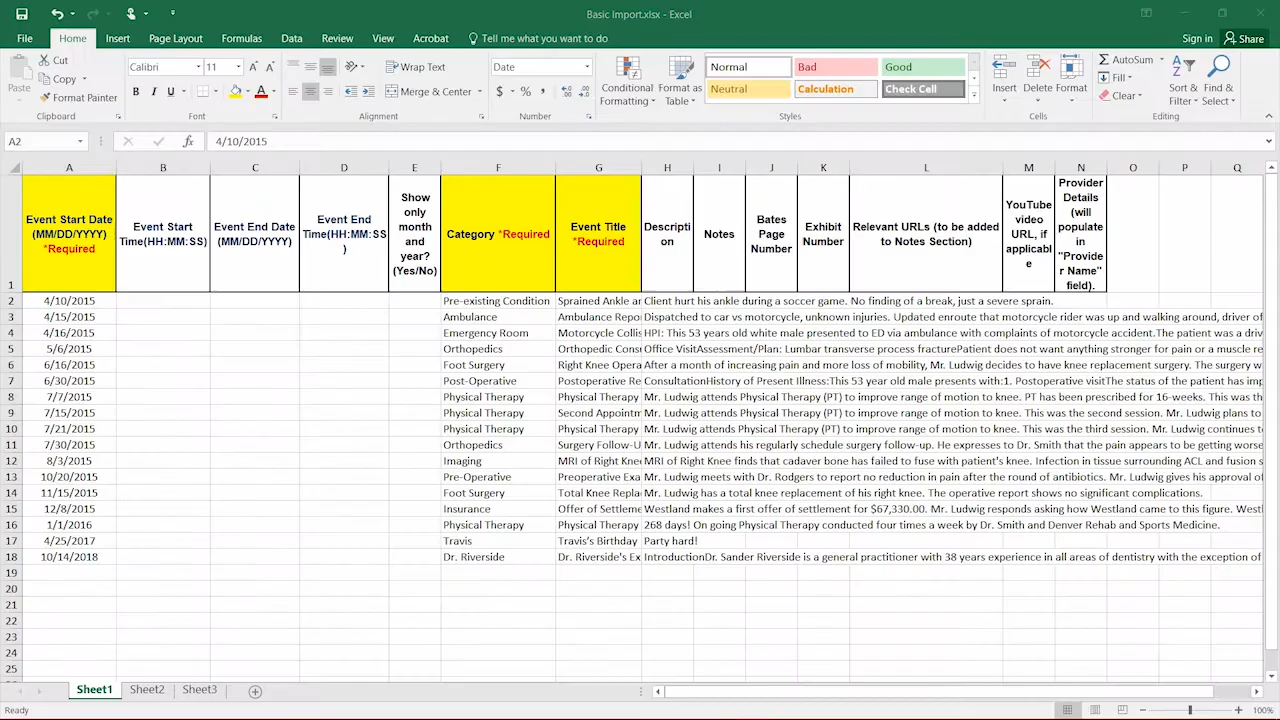 Basic Import.xlsx - Excel
File Home Insert Page Layout Formulas Data Review View Acrobat Tell me what you want to do Sign in Share
Paste Cut Copy Format Painter Clipboard
Calibri 11 A A B I U A Font
Wrap Text Merge & Center Alignment
Date $ % , Number
Conditional Formatting Format as Table
Normal Bad Good
Neutral Calculation Check Cell
Styles
Insert Delete Format Cells
AutoSum Fill Clear Sort & Filter Find & Select Editing
A2 fx 4/10/2015
A B C D E F G H I J K L M N O P Q
1 Event Start Date (MM/DD/YYYY) *Required Event Start Time(HH:MM:SS) Event End Date (MM/DD/YYYY) Event End Time(HH:MM:SS) Show only month and year? (Yes/No) Category *Required Event Title *Required Description Notes Bates Page Number Exhibit Number Relevant URLs (to be added to Notes Section) YouTube video URL, if applicable Provider Details (will populate in "Provider Name" field).
2 4/10/2015 Pre-existing Condition Sprained Ankle ar Client hurt his ankle during a soccer game. No finding of a break, just a severe sprain.
3 4/15/2015 Ambulance Ambulance Repo Dispatched to car vs motorcycle, unknown injuries. Updated enroute that motorcycle rider was up and walking around, driver of
4 4/16/2015 Emergency Room Motorcycle Collis HPI: This 53 years old white male presented to ED via ambulance with complaints of motorcycle accident.The patient was a driv
5 5/6/2015 Orthopedics Orthopedic Cons Office VisitAssessment/Plan: Lumbar transverse process fracturePatient does not want anything stronger for pain or a muscle re
6 6/16/2015 Foot Surgery Right Knee Opera After a month of increasing pain and more loss of mobility, Mr. Ludwig decides to have knee replacement surgery. The surgery w
7 6/30/2015 Post-Operative Postoperative Re ConsultationHistory of Present Illness:This 53 year old male presents with:1. Postoperative visitThe status of the patient has imp
8 7/7/2015 Physical Therapy Physical Therapy Mr. Ludwig attends Physical Therapy (PT) to improve range of motion to knee. PT has been prescribed for 16-weeks. This was th
9 7/15/2015 Physical Therapy Second Appointm Mr. Ludwig attends Physical Therapy (PT) to improve range of motion to knee. This was the second session. Mr. Ludwig plans to
10 7/21/2015 Physical Therapy Physical Therapy Mr. Ludwig attends Physical Therapy (PT) to improve range of motion to knee. This was the third session. Mr. Ludwig continues to
11 7/30/2015 Orthopedics Surgery Follow-U Mr. Ludwig attends his regularly schedule surgery follow-up. He expresses to Dr. Smith that the pain appears to be getting worse
12 8/3/2015 Imaging MRI of Right Knee MRI of Right Knee finds that cadaver bone has failed to fuse with patient's knee. Infection in tissue surrounding ACL and fusion s
13 10/20/2015 Pre-Operative Preoperative Exa Mr. Ludwig meets with Dr. Rodgers to report no reduction in pain after the round of antibiotics. Mr. Ludwig gives his approval o
14 11/15/2015 Foot Surgery Total Knee Repla Mr. Ludwig has a total knee replacement of his right knee. The operative report shows no significant complications.
15 12/8/2015 Insurance Offer of Settleme Westland makes a first offer of settlement for $67,330.00. Mr. Ludwig responds asking how Westland came to this figure. Westl
16 1/1/2016 Physical Therapy Physical Therapy 268 days! On going Physical Therapy conducted four times a week by Dr. Smith and Denver Rehab and Sports Medicine.
17 4/25/2017 Travis Travis's Birthday Party hard!
18 10/14/2018 Dr. Riverside Dr. Riverside's Ex IntroductionDr. Sander Riverside is a general practitioner with 38 years experience in all areas of dentistry with the exception of
19
20
21
22
23
24
25
Sheet1 Sheet2 Sheet3
Ready 100%